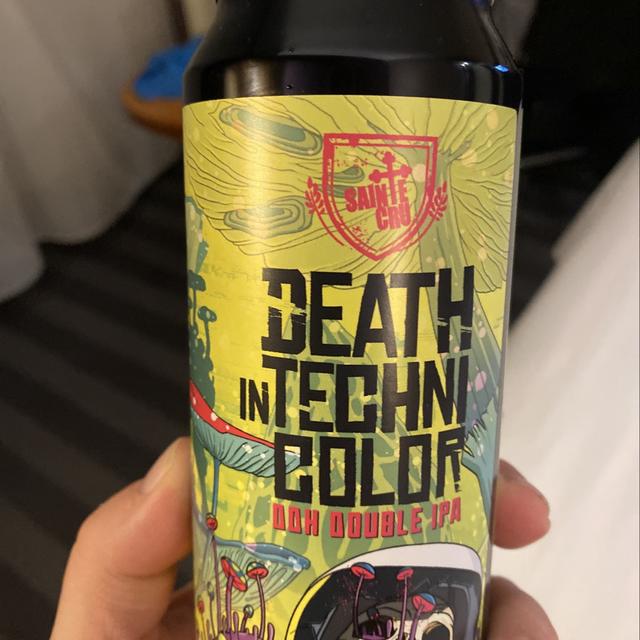 SAINTE
CRU
DEATH
IN TECHNI
COLOR
DDH DOUBLE IPA